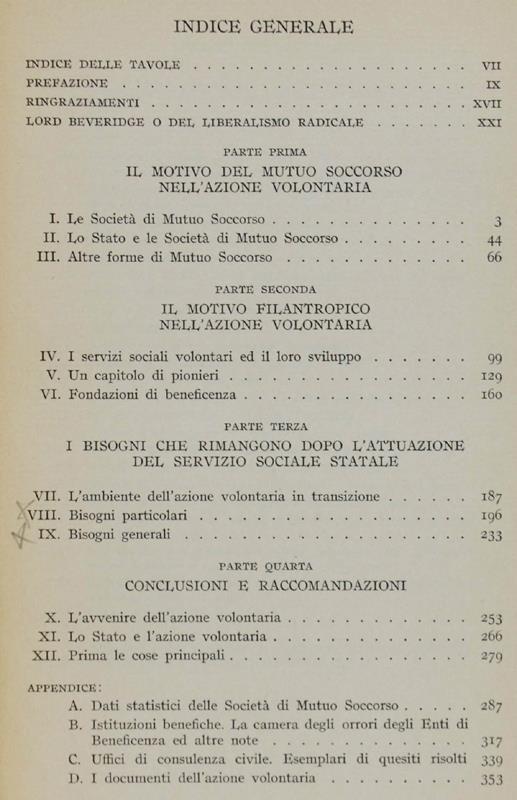 INDICE GENERALE
INDICE DELLE TAVOLE . . . . . . . . . . . . . . . . . . . . VII
PREFAZIONE . . . . . . . . . . . . . . . . . . . . . . . . . IX
RINGRAZIAMENTI . . . . . . . . . . . . . . . . . . . . . . XVII
LORD BEVERIDGE O DEL LIBERALISMO RADICALE . . . . . . . XXI
PARTE PRIMA
IL MOTIVO DEL MUTUO SOCCORSO
NELL'AZIONE VOLONTARIA
I. Le Società di Mutuo Soccorso . . . . . . . . . . . . . . 3
II. Lo Stato e le Società di Mutuo Soccorso . . . . . . . . . 44
III. Altre forme di Mutuo Soccorso . . . . . . . . . . . . . 66
PARTE SECONDA
IL MOTIVO FILANTROPICO
NELL'AZIONE VOLONTARIA
IV. I servizi sociali volontari ed il loro sviluppo . . . . . . . 99
V. Un capitolo di pionieri . . . . . . . . . . . . . . . . . 129
VI. Fondazioni di beneficenza . . . . . . . . . . . . . . . . 160
PARTE TERZA
I BISOGNI CHE RIMANGONO DOPO L'ATTUAZIONE
DEL SERVIZIO SOCIALE STATALE
VII. L'ambiente dell'azione volontaria in transizione . . . . . . 187
VIII. Bisogni particolari . . . . . . . . . . . . . . . . . . . 196
IX. Bisogni generali . . . . . . . . . . . . . . . . . . . . 233
PARTE QUARTA
CONCLUSIONI E RACCOMANDAZIONI
X. L'avvenire dell'azione volontaria . . . . . . . . . . . . . 253
XI. Lo Stato e l'azione volontaria . . . . . . . . . . . . . . 266
XII. Prima le cose principali . . . . . . . . . . . . . . . . . 279
APPENDICE:
A. Dati statistici delle Società di Mutuo Soccorso . . . . . 287
B. Istituzioni benefiche. La camera degli orrori degli Enti di
Beneficenza ed altre note . . . . . . . . . . . . . . 317
C. Uffici di consulenza civile. Esemplari di quesiti risolti 339
D. I documenti dell'azione volontaria . . . . . . . . . . 353